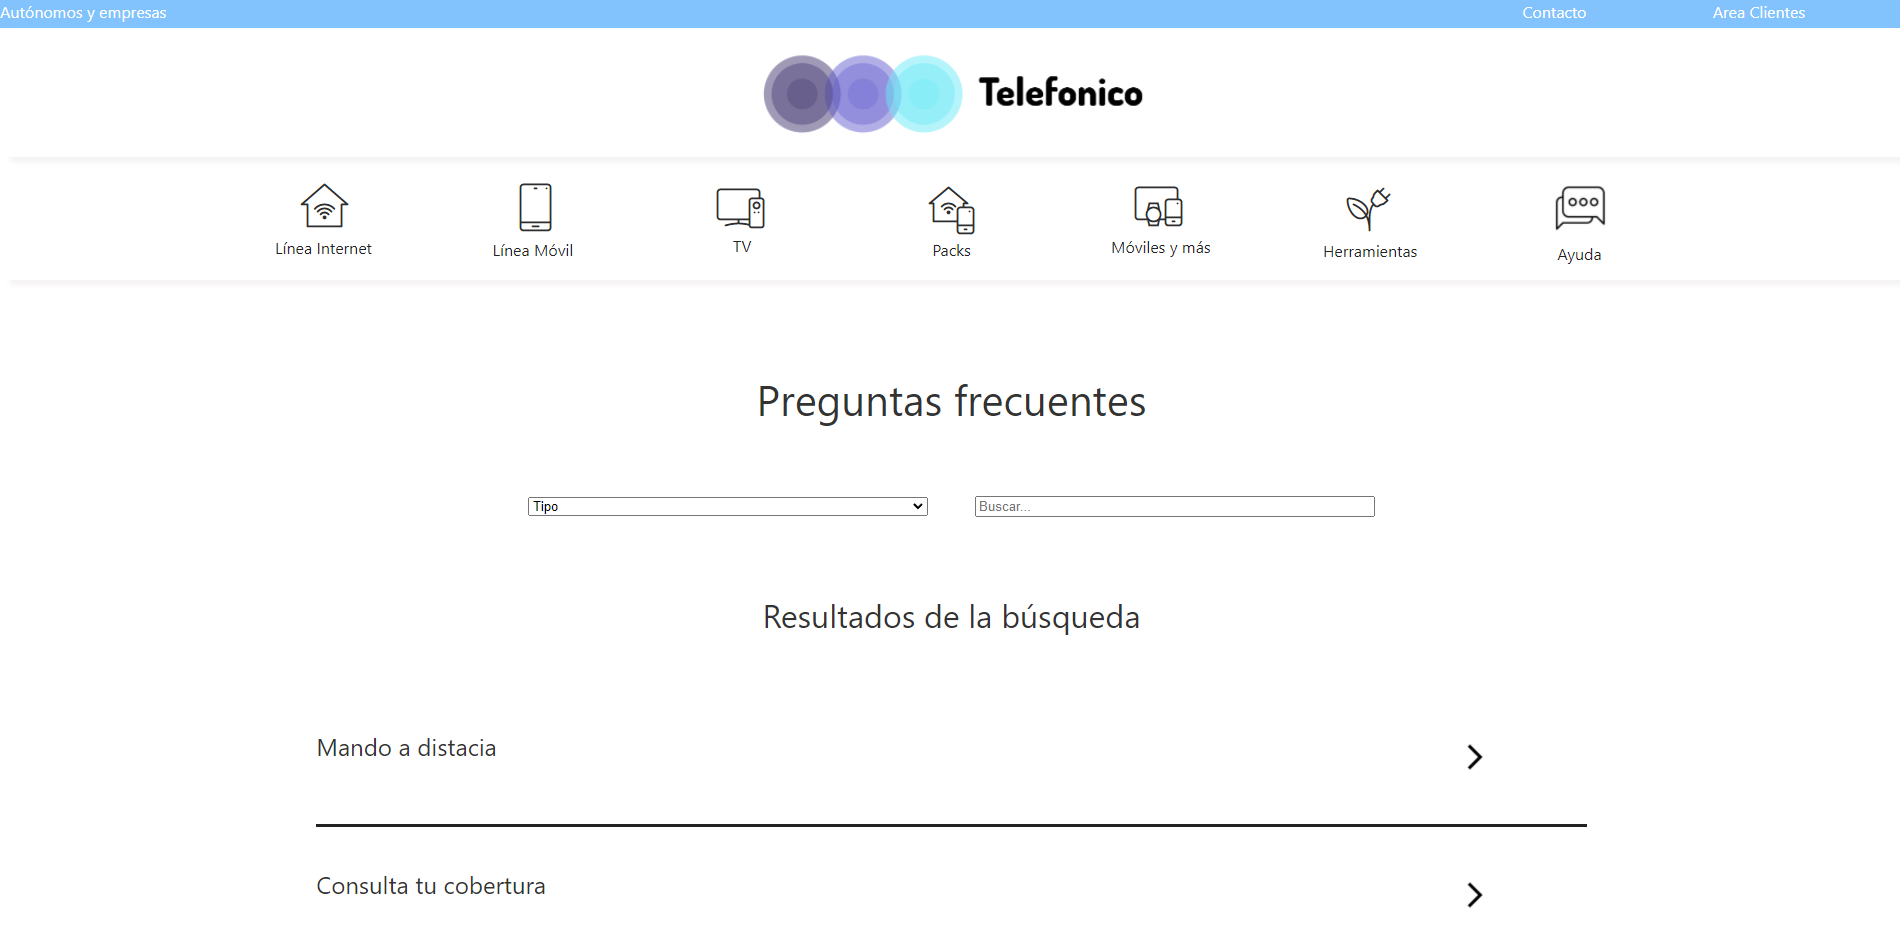 Autónomos y empresas Contacto Area Clientes
Telefonico
Línea Internet Línea Móvil TV Packs Móviles y más Herramientas Ayuda
Preguntas frecuentes
Tipo Buscar...
Resultados de la búsqueda
Mando a distacia
Consulta tu cobertura